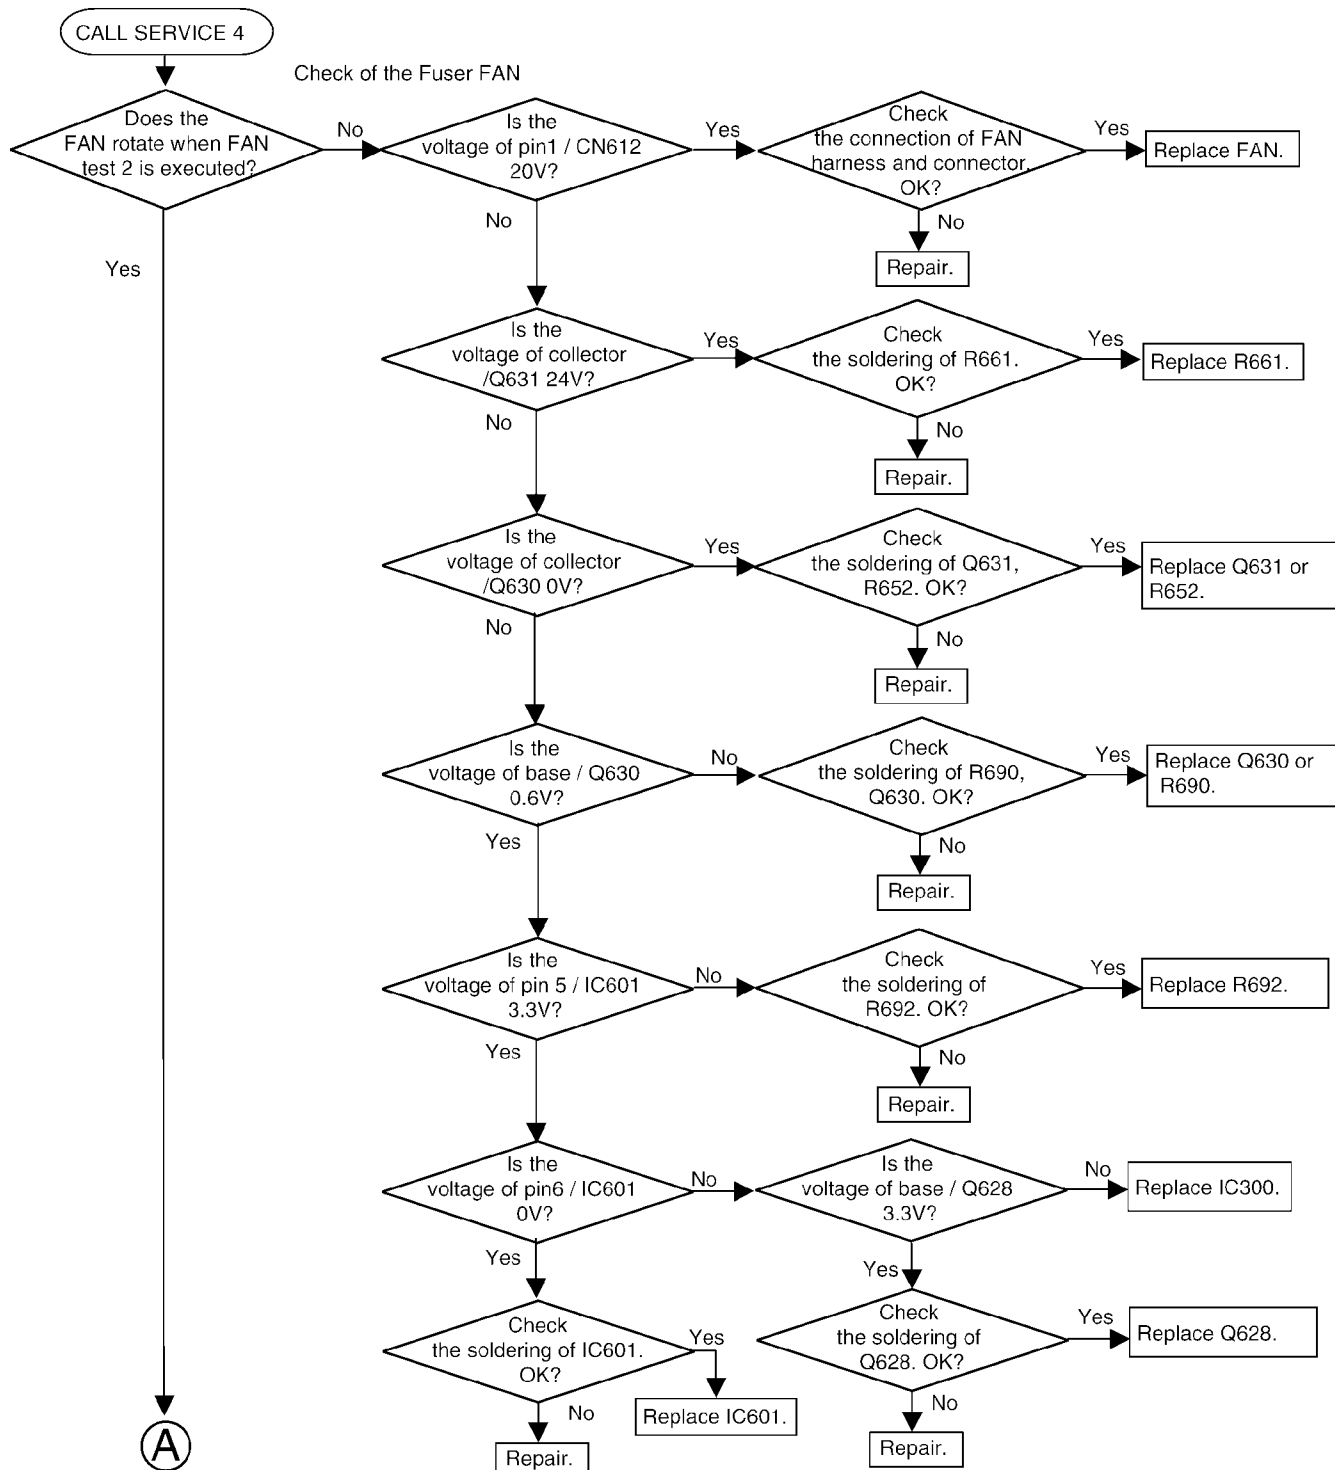 CALL SERVICE 4
Check of the Fuser FAN
Does the
FAN rotate when FAN
test 2 is executed?
No
Is the
voltage of pin1 / CN612
20V?
Yes
Check
the connection of FAN
harness and connector.
OK?
Yes
Replace FAN.
No
Repair.
No
Yes
Is the
voltage of collector
/Q631 24V?
Yes
Check
the soldering of R661.
OK?
Yes
Replace R661.
No
Repair.
No
Is the
voltage of collector
/Q630 0V?
Yes
Check
the soldering of Q631,
R652. OK?
Yes
Replace Q631 or
R652.
No
Repair.
No
Is the
voltage of base / Q630
0.6V?
No
Check
the soldering of R690,
Q630. OK?
Yes
Replace Q630 or
R690.
No
Repair.
Yes
Is the
voltage of pin 5 / IC601
3.3V?
No
Check
the soldering of
R692. OK?
Yes
Replace R692.
No
Repair.
Yes
Is the
voltage of pin6 / IC601
0V?
No
Is the
voltage of base / Q628
3.3V?
No
Replace IC300.
Yes
Yes
Check
the soldering of IC601.
OK?
Yes
Replace IC601.
No
Repair.
Check
the soldering of
Q628. OK?
Yes
Replace Q628.
No
Repair.
A